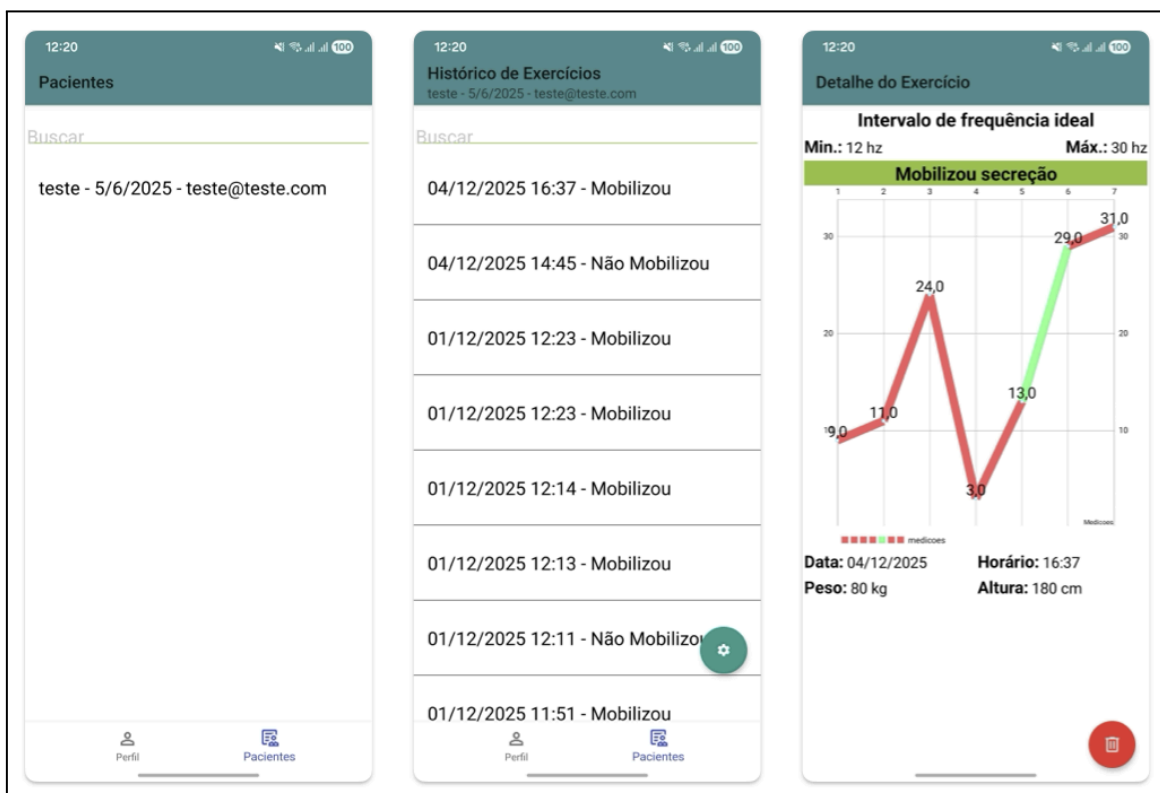 12:20
100
Pacientes
Buscar
teste - 5/6/2025 - teste@teste.com
Perfil
Pacientes
12:20
100
Histórico de Exercícios
teste - 5/6/2025 - teste@teste.com
Buscar
04/12/2025 16:37 - Mobilizou
04/12/2025 14:45 - Não Mobilizou
01/12/2025 12:23 - Mobilizou
01/12/2025 12:23 - Mobilizou
01/12/2025 12:14 - Mobilizou
01/12/2025 12:13 - Mobilizou
01/12/2025 12:11 - Não Mobilizou
01/12/2025 11:51 - Mobilizou
Perfil
Pacientes
12:20
100
Detalhe do Exercício
Intervalo de frequência ideal
Min.: 12 hz Máx.: 30 hz
Mobilizou secreção
1 2 3 4 5 6 7
31,0
30 29,0 30
24,0
20 20
13,0
11,0
10 9,0 10
3,0
Medicoes
medicoes
Data: 04/12/2025 Horário: 16:37
Peso: 80 kg Altura: 180 cm